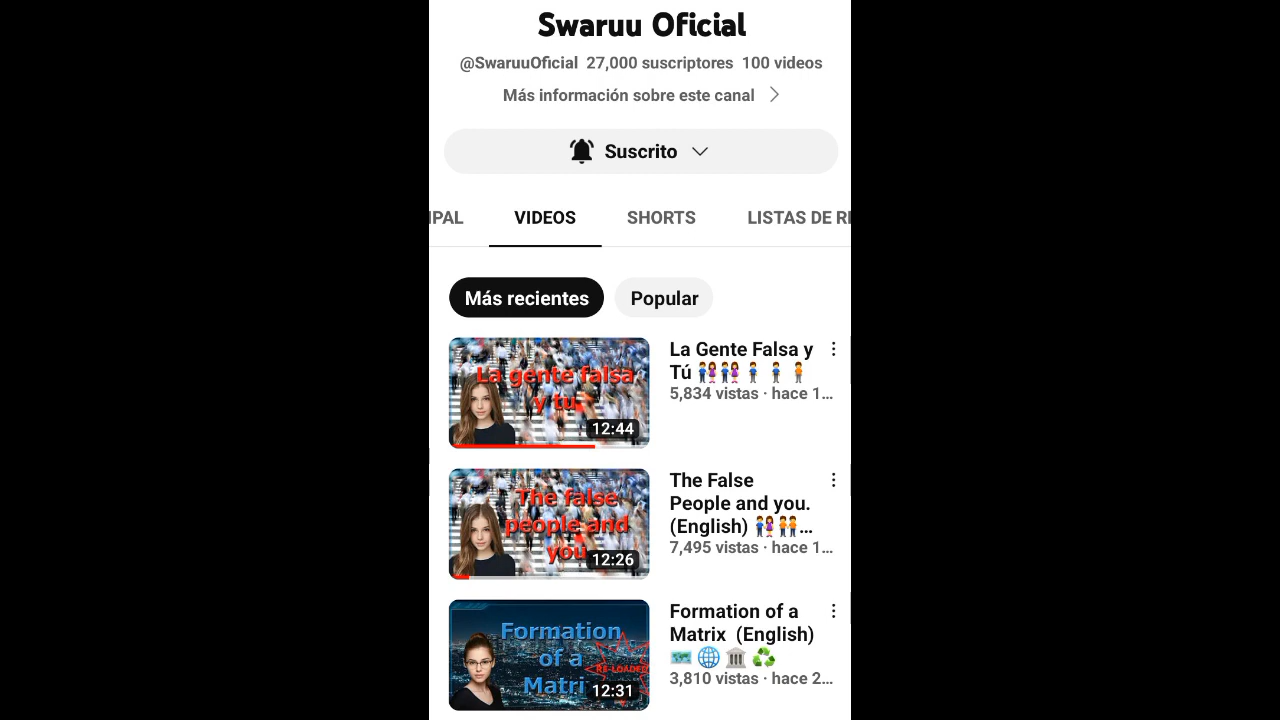 Swaruu Oficial
@SwaruuOficial 27,000 suscriptores 100 videos
Más información sobre este canal
Suscrito
IPAL VIDEOS SHORTS LISTAS DE RE
Más recientes Popular
La gente falsa
y tu
12:44
La Gente Falsa y
Tú
5,834 vistas · hace 1...
The false
people and
you
12:26
The False
People and you.
(English) ...
7,495 vistas · hace 1...
Formation
of a
Matri
RE-LOADED
12:31
Formation of a
Matrix (English)
3,810 vistas · hace 2...